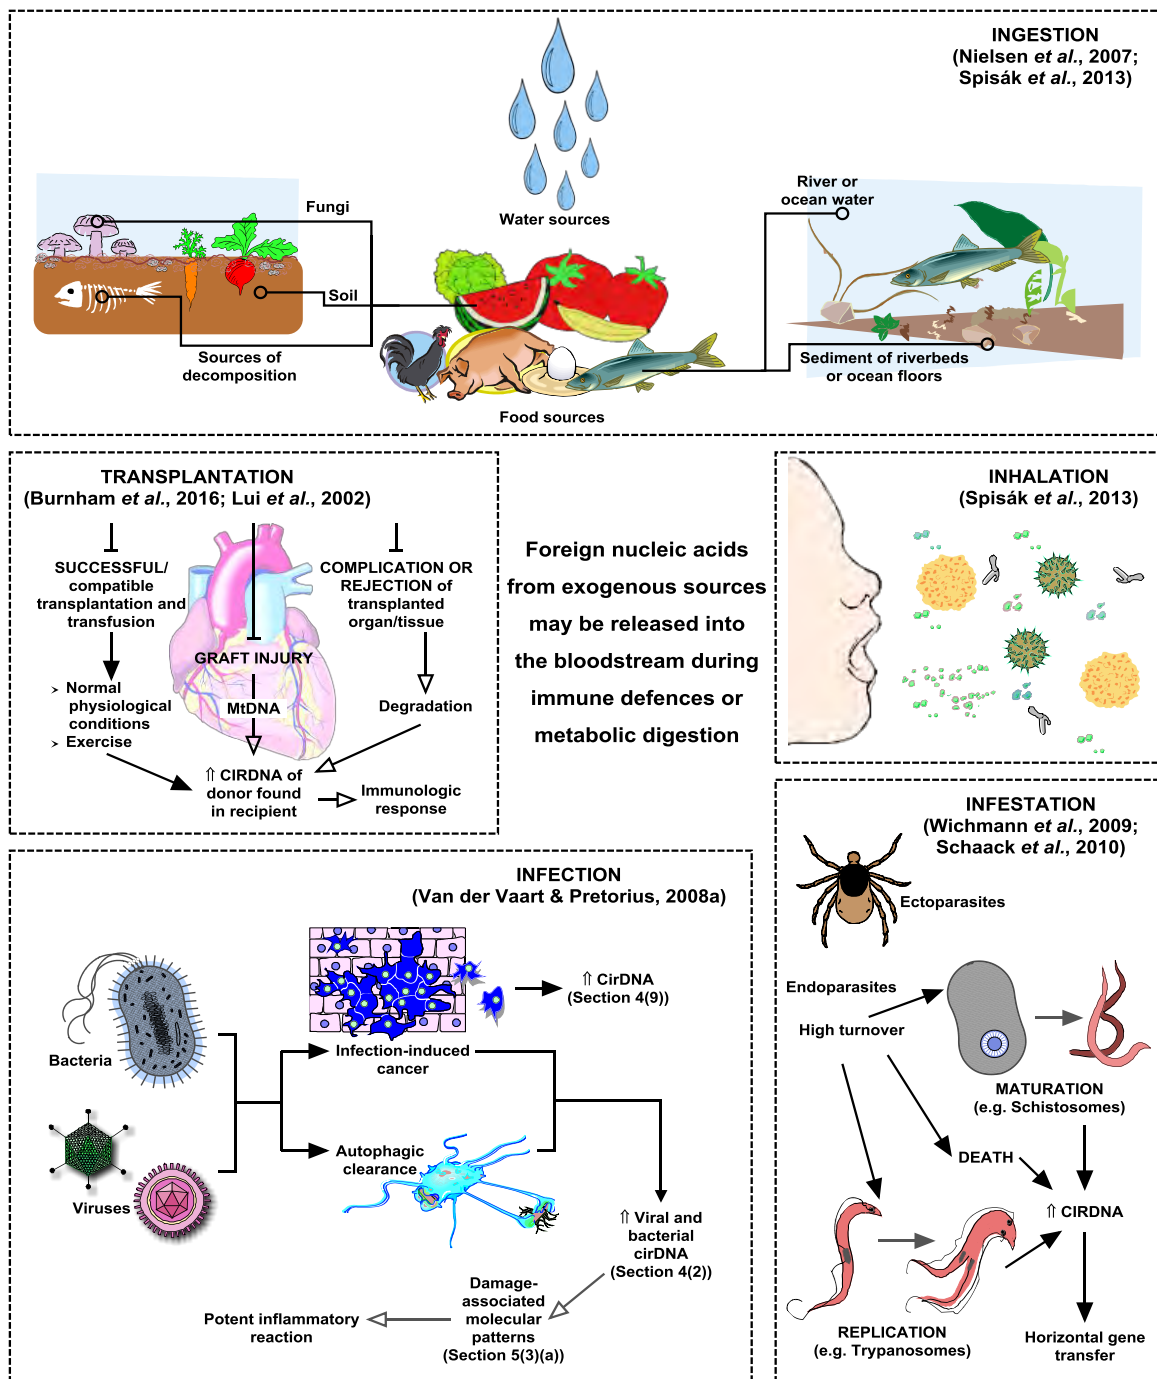 INGESTION
(Nielsen et al., 2007;
Spisák et al., 2013)
Water sources
Fungi
Soil
Sources of
decomposition
Food sources
River or
ocean water
Sediment of riverbeds
or ocean floors
TRANSPLANTATION
(Burnham et al., 2016; Lui et al., 2002)
SUCCESSFUL/
compatible
transplantation and
transfusion
➢ Normal
physiological
conditions
➢ Exercise
GRAFT INJURY
MtDNA
COMPLICATION OR
REJECTION of
transplanted
organ/tissue
Degradation
⇑ CIRDNA of
donor found
in recipient
Immunologic
response
Foreign nucleic acids
from exogenous sources
may be released into
the bloodstream during
immune defences or
metabolic digestion
INHALATION
(Spisák et al., 2013)
INFESTATION
(Wichmann et al., 2009;
Schaack et al., 2010)
Ectoparasites
Endoparasites
High turnover
MATURATION
(e.g. Schistosomes)
DEATH
⇑ CIRDNA
REPLICATION
(e.g. Trypanosomes)
Horizontal gene
transfer
INFECTION
(Van der Vaart & Pretorius, 2008a)
Bacteria
Viruses
Infection-induced
cancer
⇑ CirDNA
(Section 4(9))
Autophagic
clearance
⇑ Viral and
bacterial
cirDNA
(Section 4(2))
Damage-
associated
molecular
patterns
(Section 5(3)(a))
Potent inflammatory
reaction